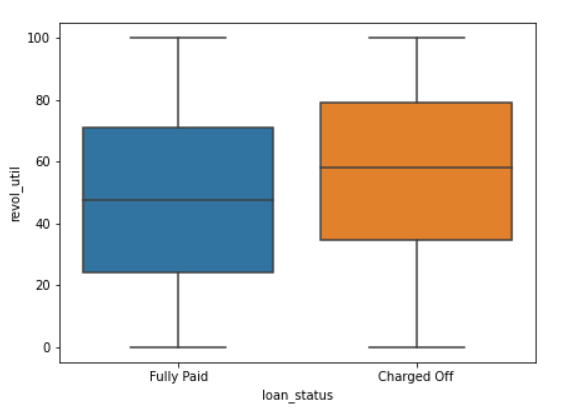 100
80
60
40
20
0
revol_util
Fully Paid
Charged Off
loan_status